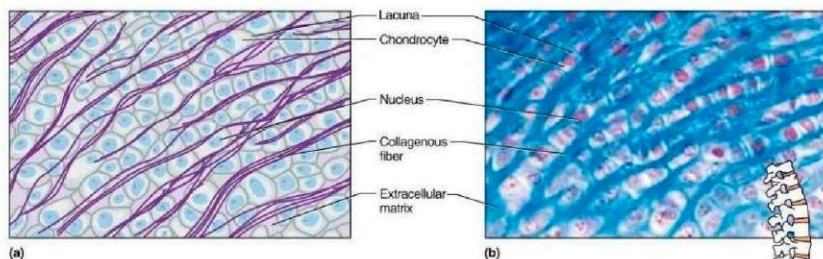 Lacuna
Chondrocyte
Nucleus
Collagenous
fiber
Extracellular
matrix
(a)
(b)